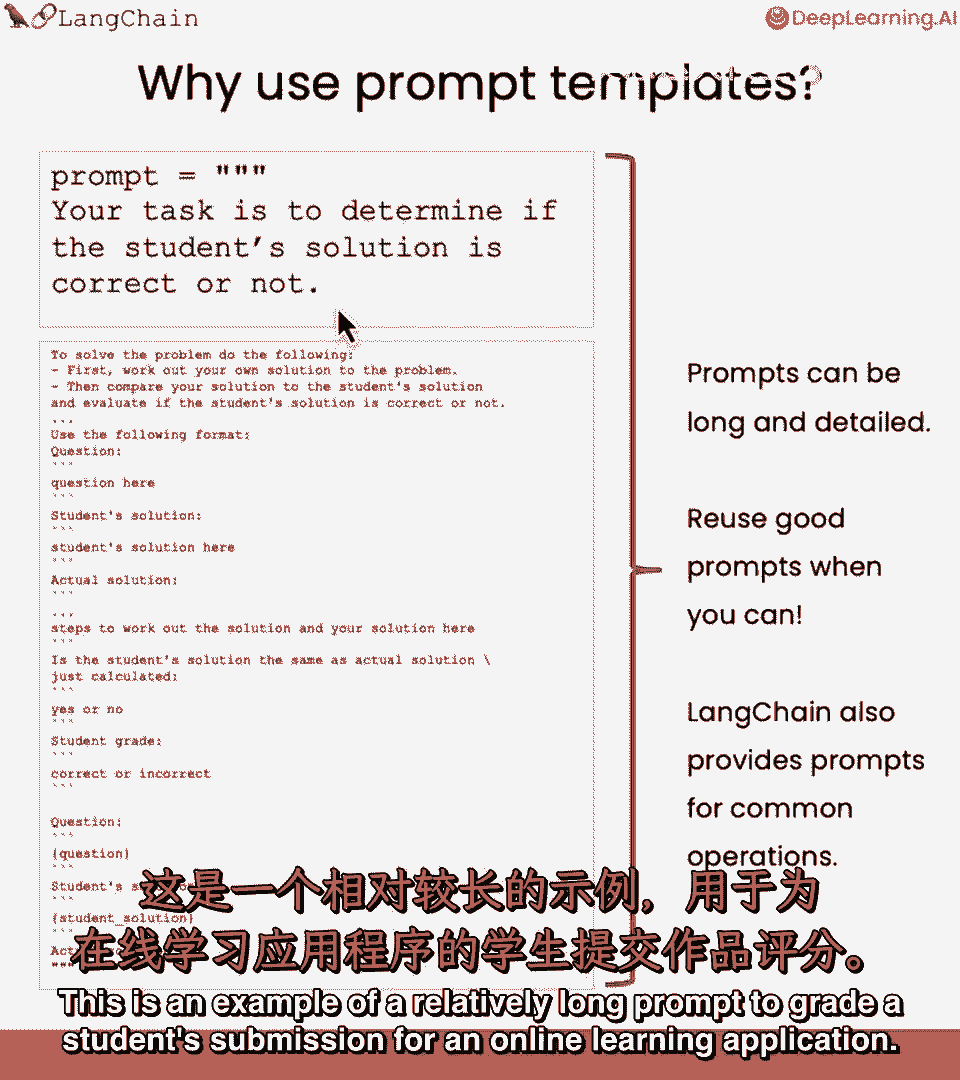 LangChain
DeepLearning.AI
Why use prompt templates?
prompt = """
Your task is to determine if
the student's solution is
correct or not.
To solve the problem do the following:
- First, work out your own solution to the problem.
- Then compare your solution to the student's solution
and evaluate if the student's solution is correct or not.
...
Use the following format:
Question:
```
question here
```
Student's solution:
```
student's solution here
```
Actual solution:
```
...
steps to work out the solution and your solution here
```
Is the student's solution the same as actual solution \
just calculated:
```
yes or no
```
Student grade:
```
correct or incorrect
```
Question:
```
{question}
```
Student's
```
{student_solution}
```
"""
Prompts can be
long and detailed.
Reuse good
prompts when
you can!
LangChain also
provides prompts
for common
operations.
这是一个相对较长的示例，用于为
在线学习应用程序的学生提交作品评分。
This is an example of a relatively long prompt to grade a
student's submission for an online learning application.